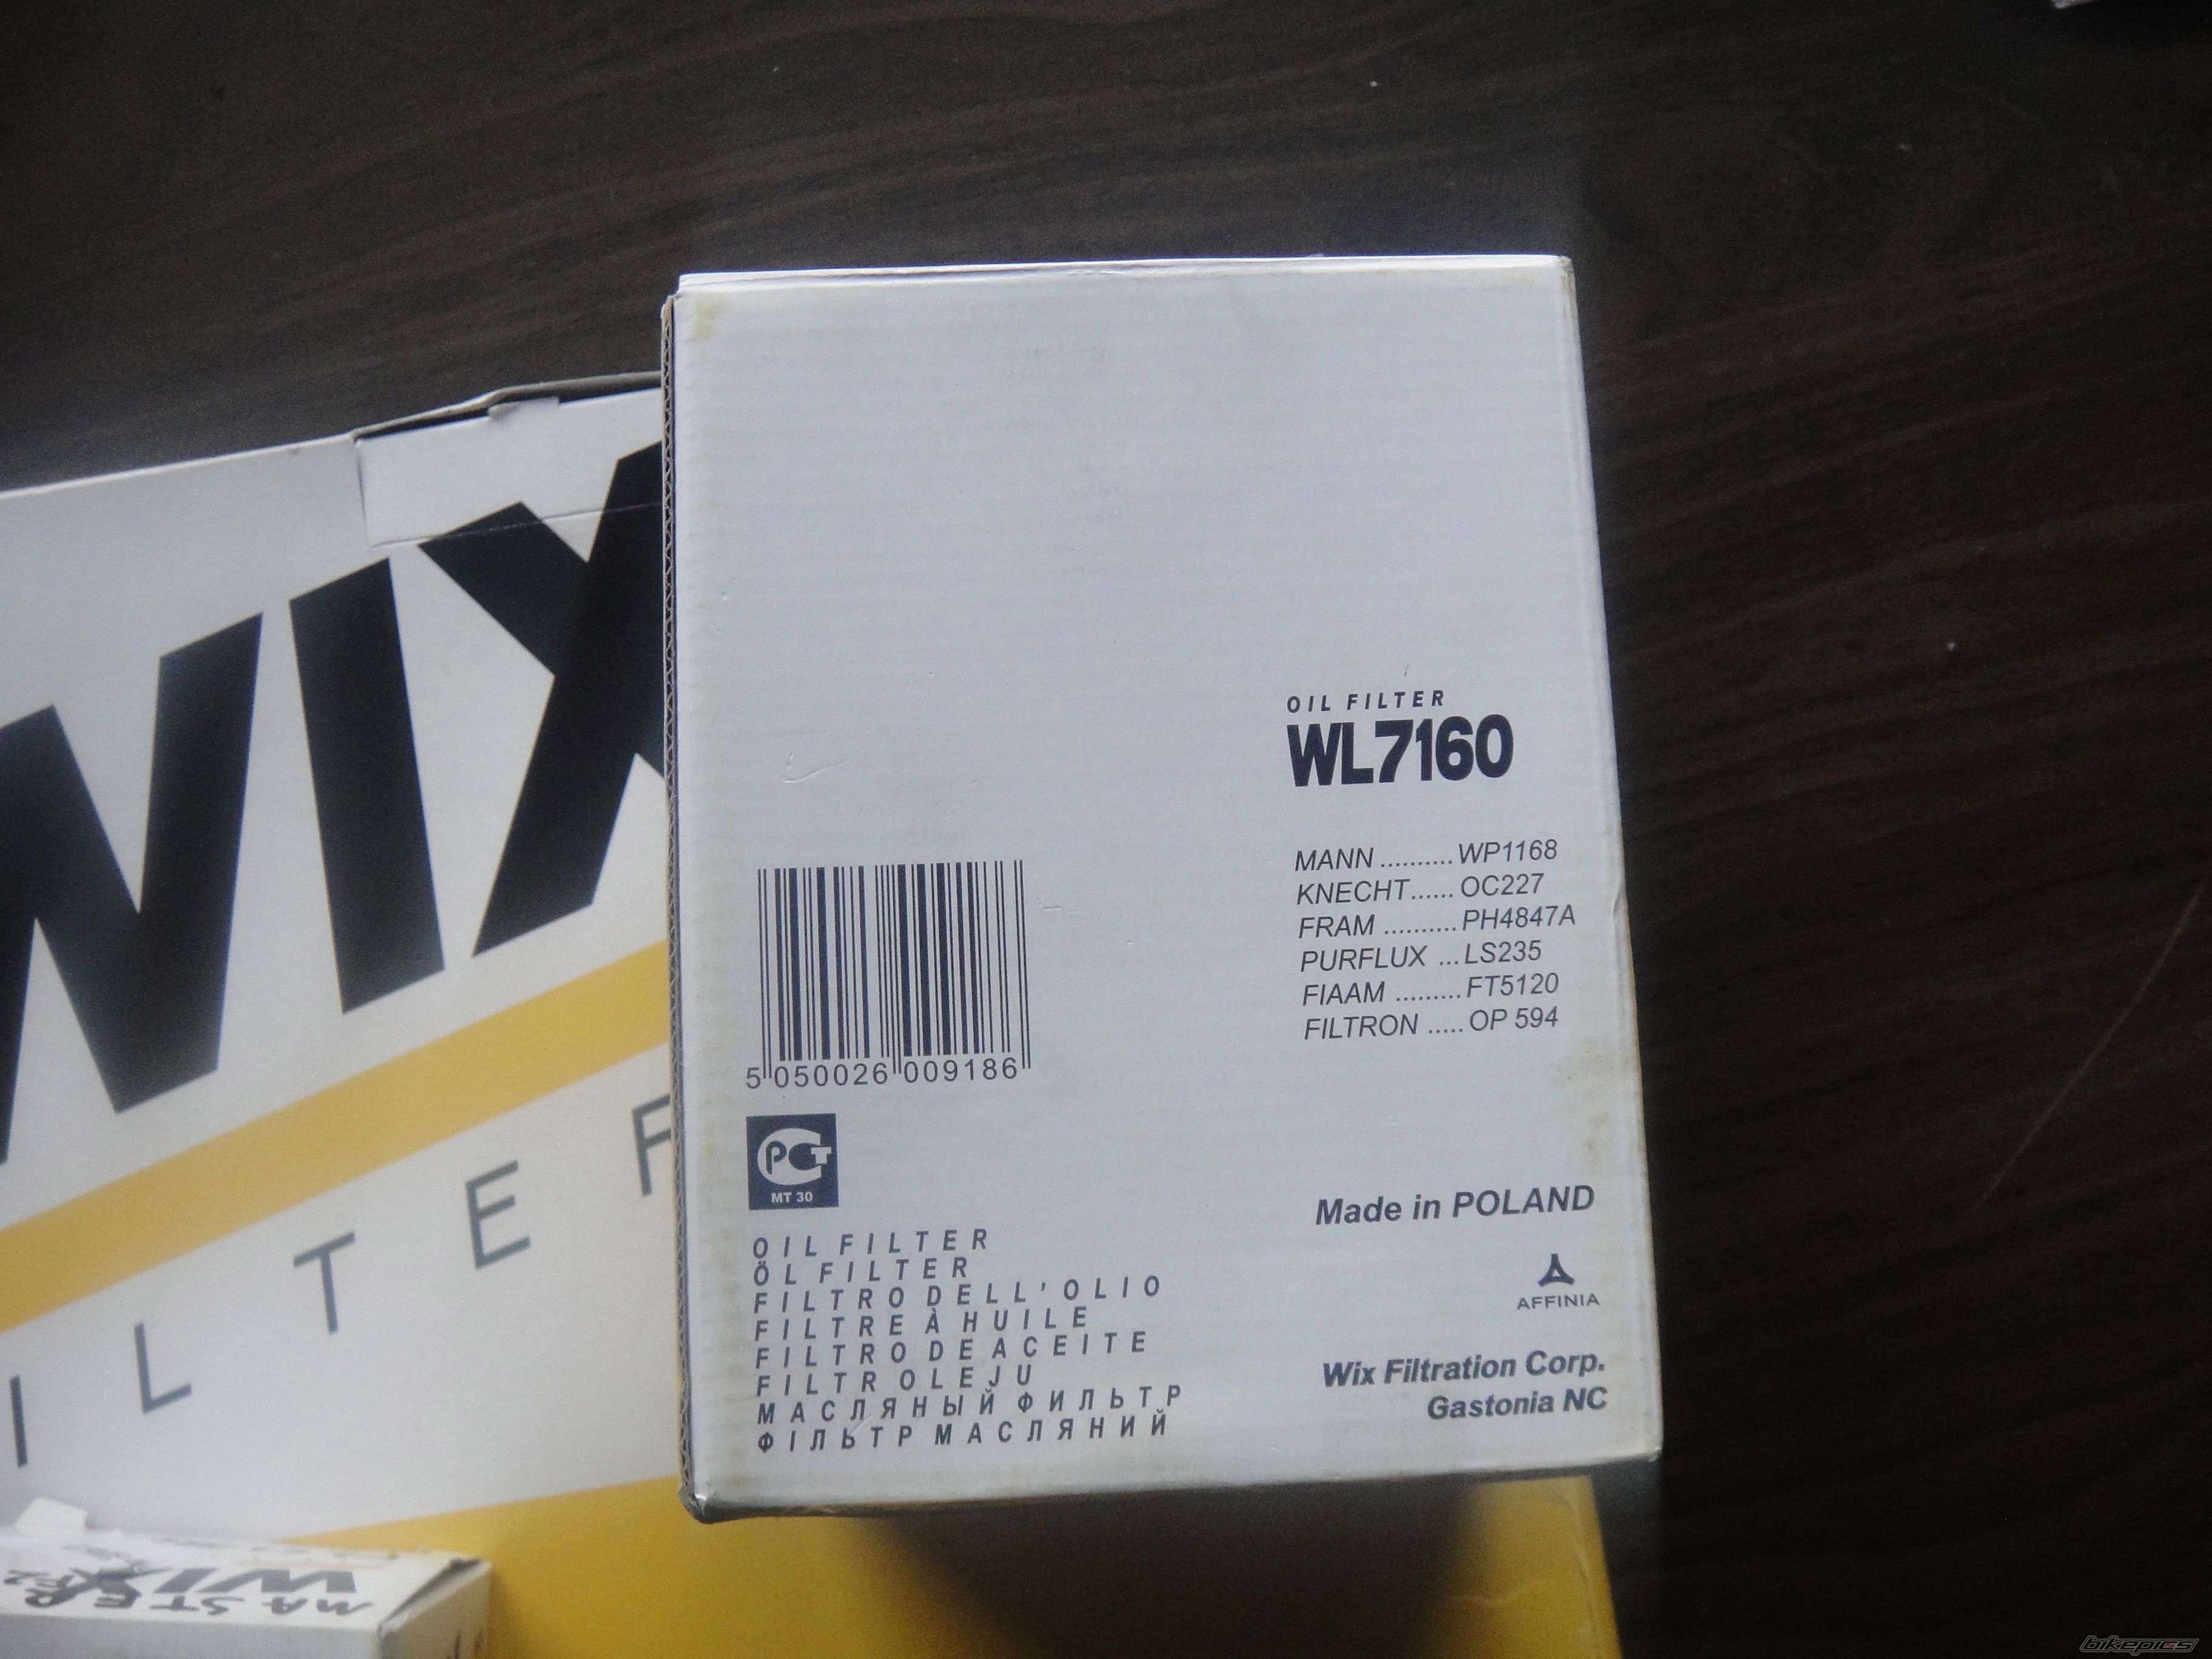 WIX
FILTER
OIL FILTER
WL7160
MANN .......... WP1168
KNECHT...... OC227
FRAM .......... PH4847A
PURFLUX ... LS235
FIAAM ......... FT5120
FILTRON ..... OP 594
5 050026 009186
РСТ
MT 30
OIL FILTER
ÖL FILTER
FILTRO DELL'OLIO
FILTRE À HUILE
FILTRO DE ACEITE
FILTR OLEJU
МАСЛЯНЫЙ ФИЛЬТР
ФІЛЬТР МАСЛЯНИЙ
Made in POLAND
AFFINIA
Wix Filtration Corp.
Gastonia NC
WIX
MASTER
bikepics